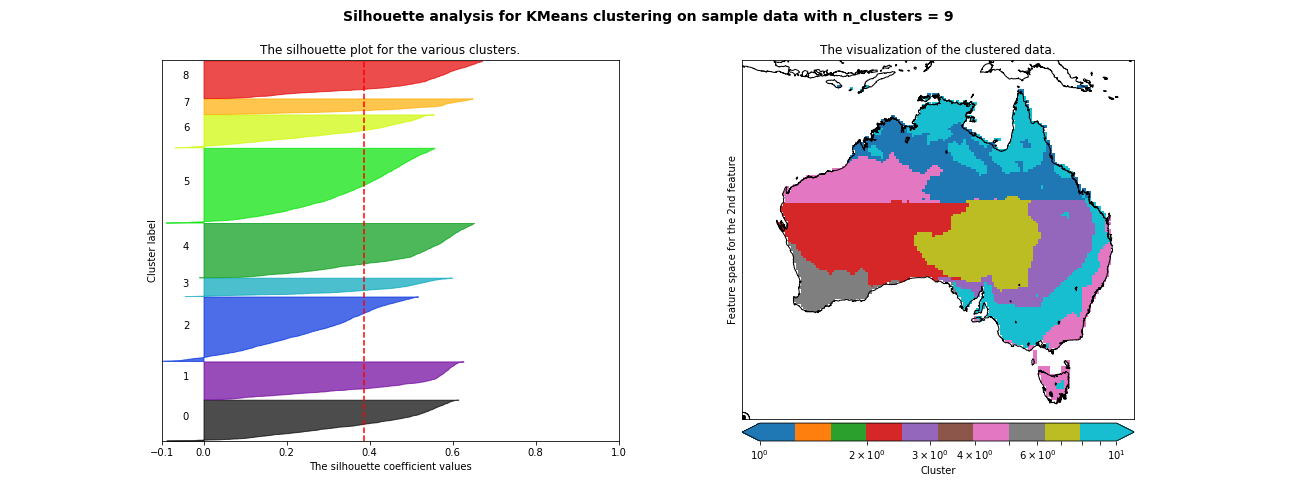 Silhouette analysis for KMeans clustering on sample data with n_clusters = 9
The silhouette plot for the various clusters.
8
7
6
5
4
3
2
1
0
Cluster label
−0.1 0.0 0.2 0.4 0.6 0.8 1.0
The silhouette coefficient values
The visualization of the clustered data.
Feature space for the 2nd feature
10⁰ 2 × 10⁰ 3 × 10⁰ 4 × 10⁰ 6 × 10⁰ 10¹
Cluster